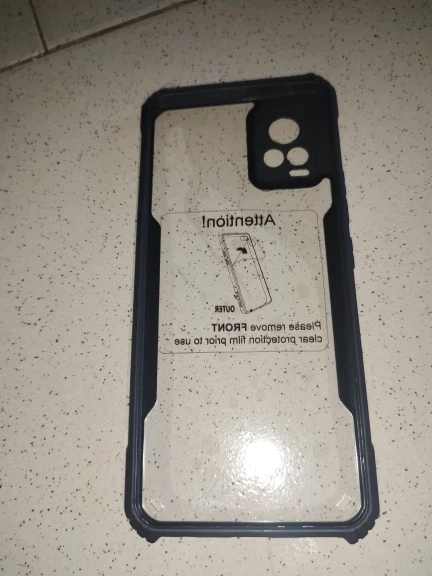 Attention!
OUTER
Please remove FRONT
clear protection film prior to use